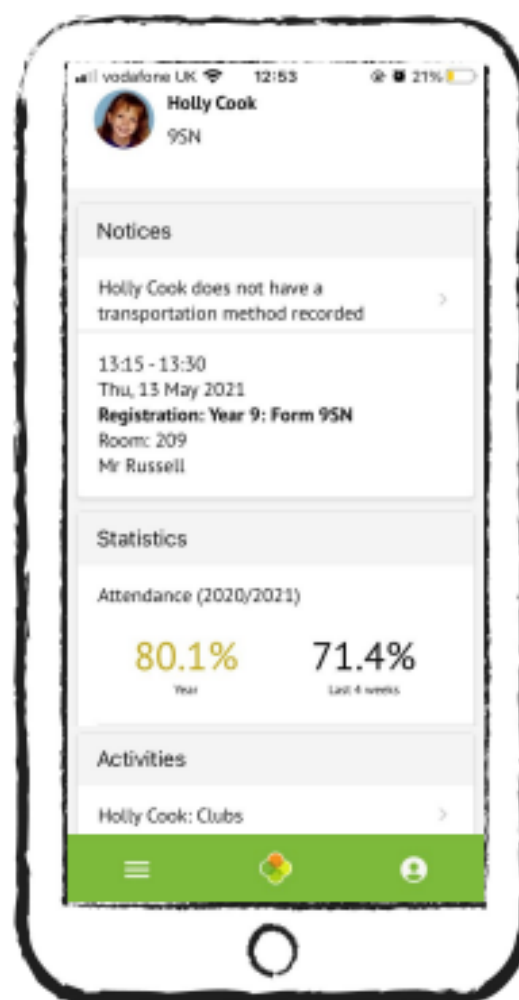 vodafone UK 12:53 21%
Holly Cook
9SN
Notices
Holly Cook does not have a
transportation method recorded
13:15 - 13:30
Thu, 13 May 2021
Registration: Year 9: Form 9SN
Room: 209
Mr Russell
Statistics
Attendance (2020/2021)
80.1% 71.4%
Year Last 4 weeks
Activities
Holly Cook: Clubs